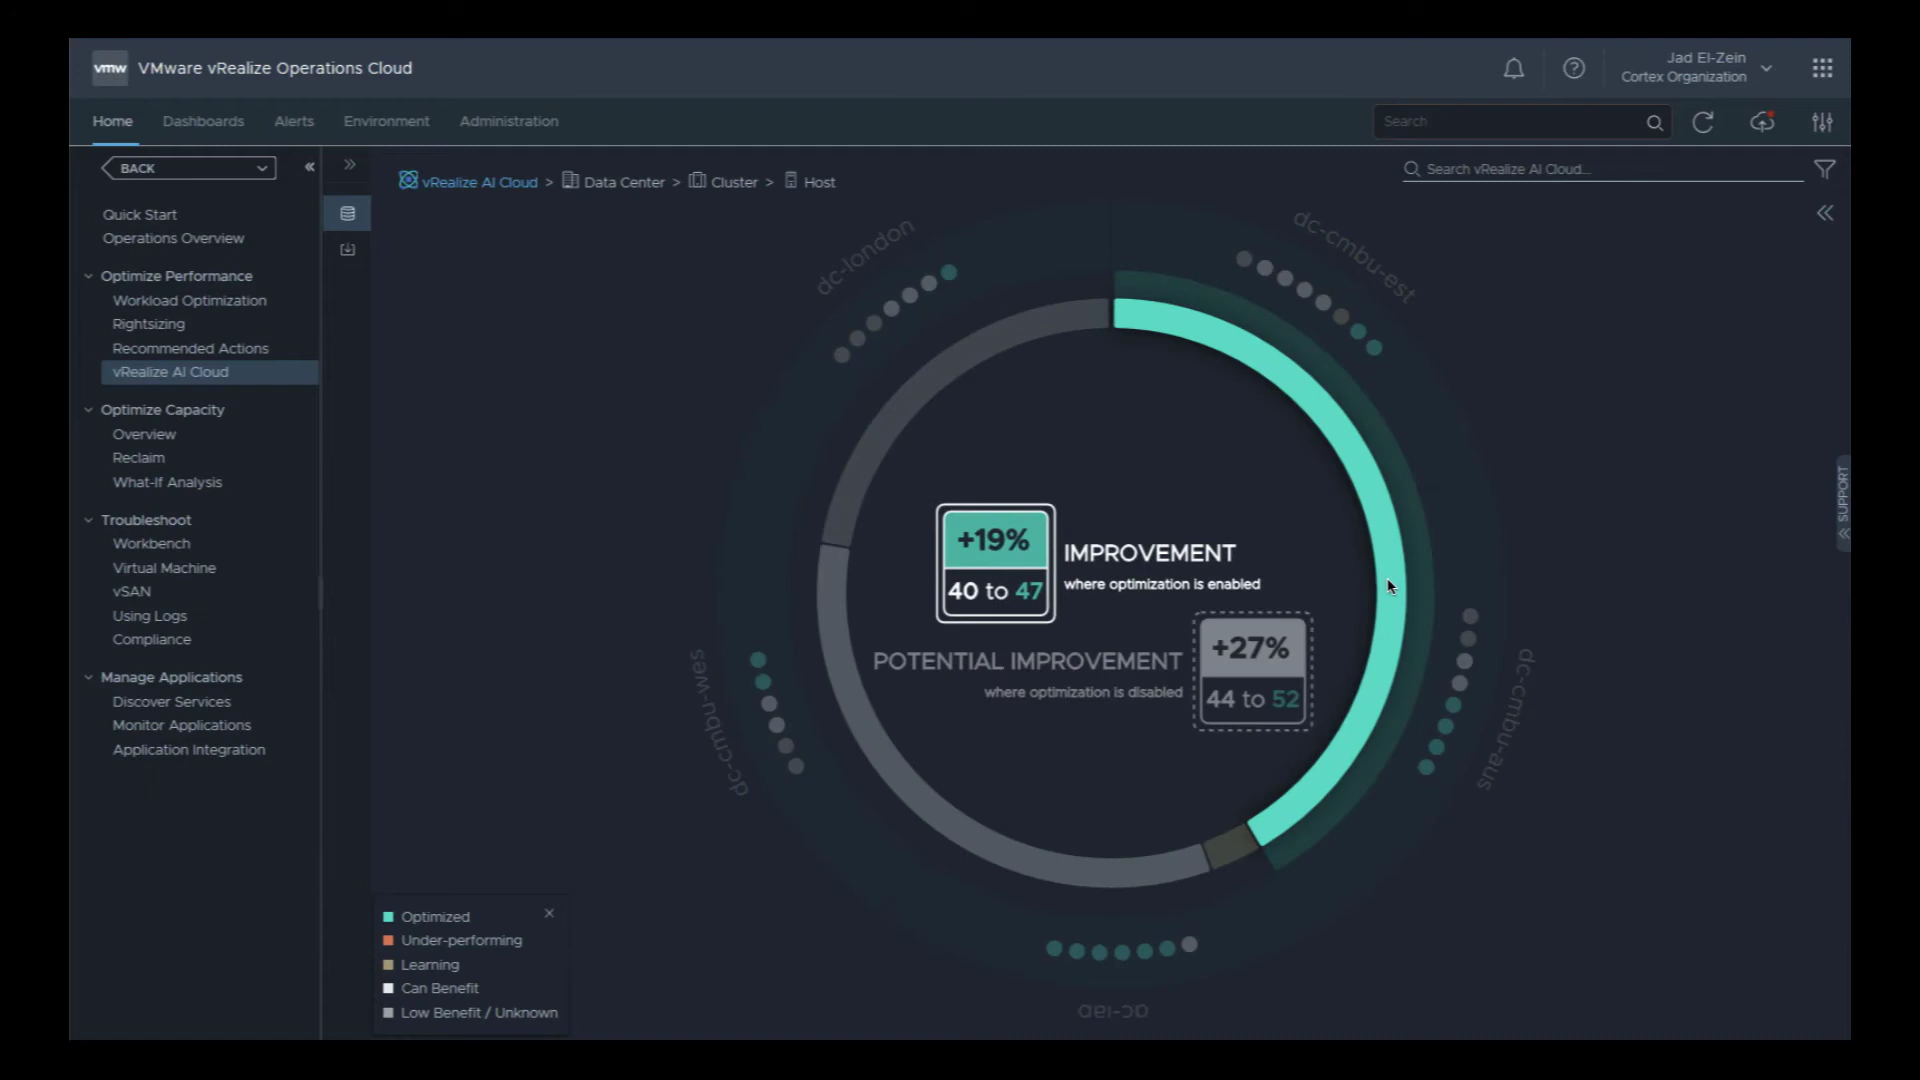 vmw VMware vRealize Operations Cloud
Jad El-Zein
Cortex Organization
Home Dashboards Alerts Environment Administration
Search
BACK
vRealize AI Cloud > Data Center > Cluster > Host
Search vRealize AI Cloud...
Quick Start
Operations Overview
Optimize Performance
Workload Optimization
Rightsizing
Recommended Actions
vRealize AI Cloud
Optimize Capacity
Overview
Reclaim
What-If Analysis
Troubleshoot
Workbench
Virtual Machine
vSAN
Using Logs
Compliance
Manage Applications
Discover Services
Monitor Applications
Application Integration
dc-london
dc-cmbu-est
+19%
40 to 47
IMPROVEMENT
where optimization is enabled
POTENTIAL IMPROVEMENT
where optimization is disabled
+27%
44 to 52
dc-cmbu-wes
dc-cmbu-aus
dc-lab
SUPPORT
Optimized
Under-performing
Learning
Can Benefit
Low Benefit / Unknown